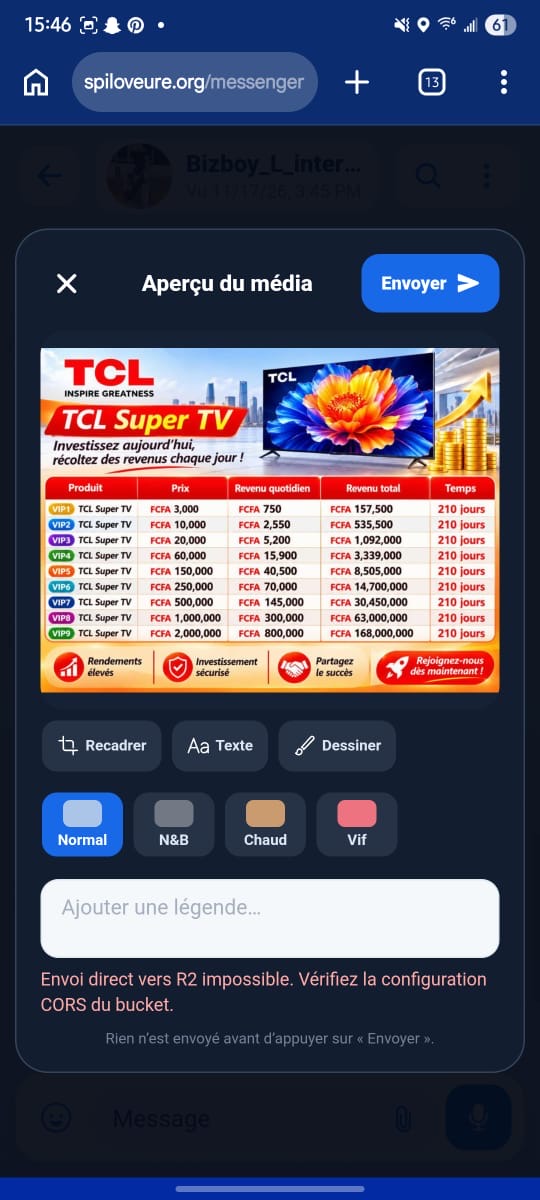 15:46
61
spiloveure.org/messenger
13
Bizboy_L_inter...
Vu 11/17/26, 3:45 PM
Aperçu du média
Envoyer
TCL
INSPIRE GREATNESS
TCL
TCL Super TV
Investissez aujourd'hui,
récoltez des revenus chaque jour !
Produit Prix Revenu quotidien Revenu total Temps
VIP1 TCL Super TV FCFA 3,000 FCFA 750 FCFA 157,500 210 jours
VIP2 TCL Super TV FCFA 10,000 FCFA 2,550 FCFA 535,500 210 jours
VIP3 TCL Super TV FCFA 20,000 FCFA 5,200 FCFA 1,092,000 210 jours
VIP4 TCL Super TV FCFA 60,000 FCFA 15,900 FCFA 3,339,000 210 jours
VIP5 TCL Super TV FCFA 150,000 FCFA 40,500 FCFA 8,505,000 210 jours
VIP6 TCL Super TV FCFA 250,000 FCFA 70,000 FCFA 14,700,000 210 jours
VIP7 TCL Super TV FCFA 500,000 FCFA 145,000 FCFA 30,450,000 210 jours
VIP8 TCL Super TV FCFA 1,000,000 FCFA 300,000 FCFA 63,000,000 210 jours
VIP9 TCL Super TV FCFA 2,000,000 FCFA 800,000 FCFA 168,000,000 210 jours
Rendements
élevés
Investissement
sécurisé
Partagez
le succès
Rejoignez-nous
dès maintenant !
Recadrer
Aa Texte
Dessiner
Normal
N&B
Chaud
Vif
Ajouter une légende...
Envoi direct vers R2 impossible. Vérifiez la configuration
CORS du bucket.
Rien n'est envoyé avant d'appuyer sur « Envoyer ».
Message